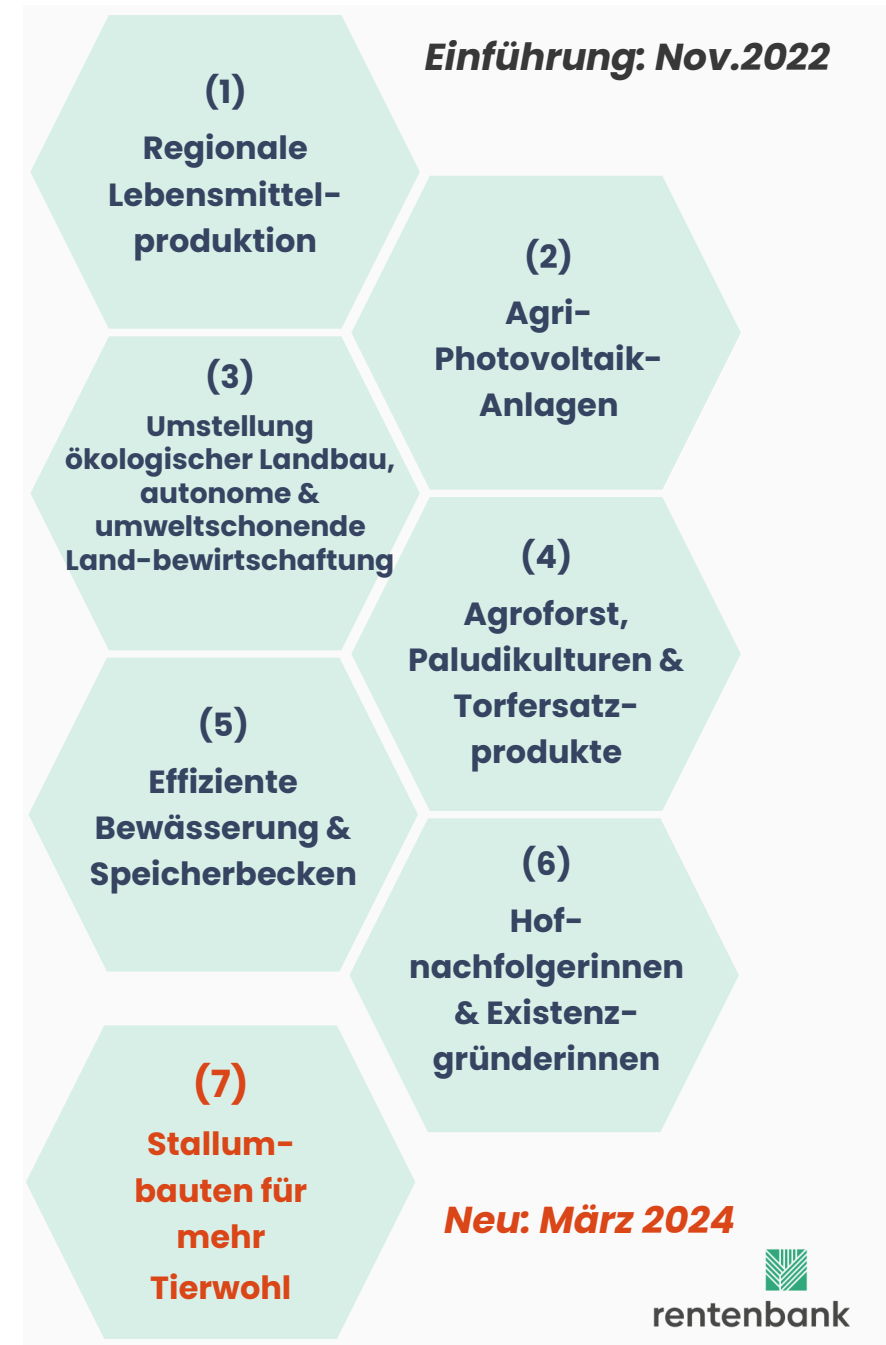 Einführung: Nov.2022
(1)
Regionale
Lebensmittel-
produktion
(2)
Agri-
Photovoltaik-
Anlagen
(3)
Umstellung
ökologischer Landbau,
autonome &
umweltschonende
Land-bewirtschaftung
(4)
Agroforst,
Paludikulturen &
Torfersatz-
produkte
(5)
Effiziente
Bewässerung &
Speicherbecken
(6)
Hof-
nachfolgerinnen
& Existenz-
gründerinnen
(7)
Stallum-
bauten für
mehr
Tierwohl
Neu: März 2024
rentenbank